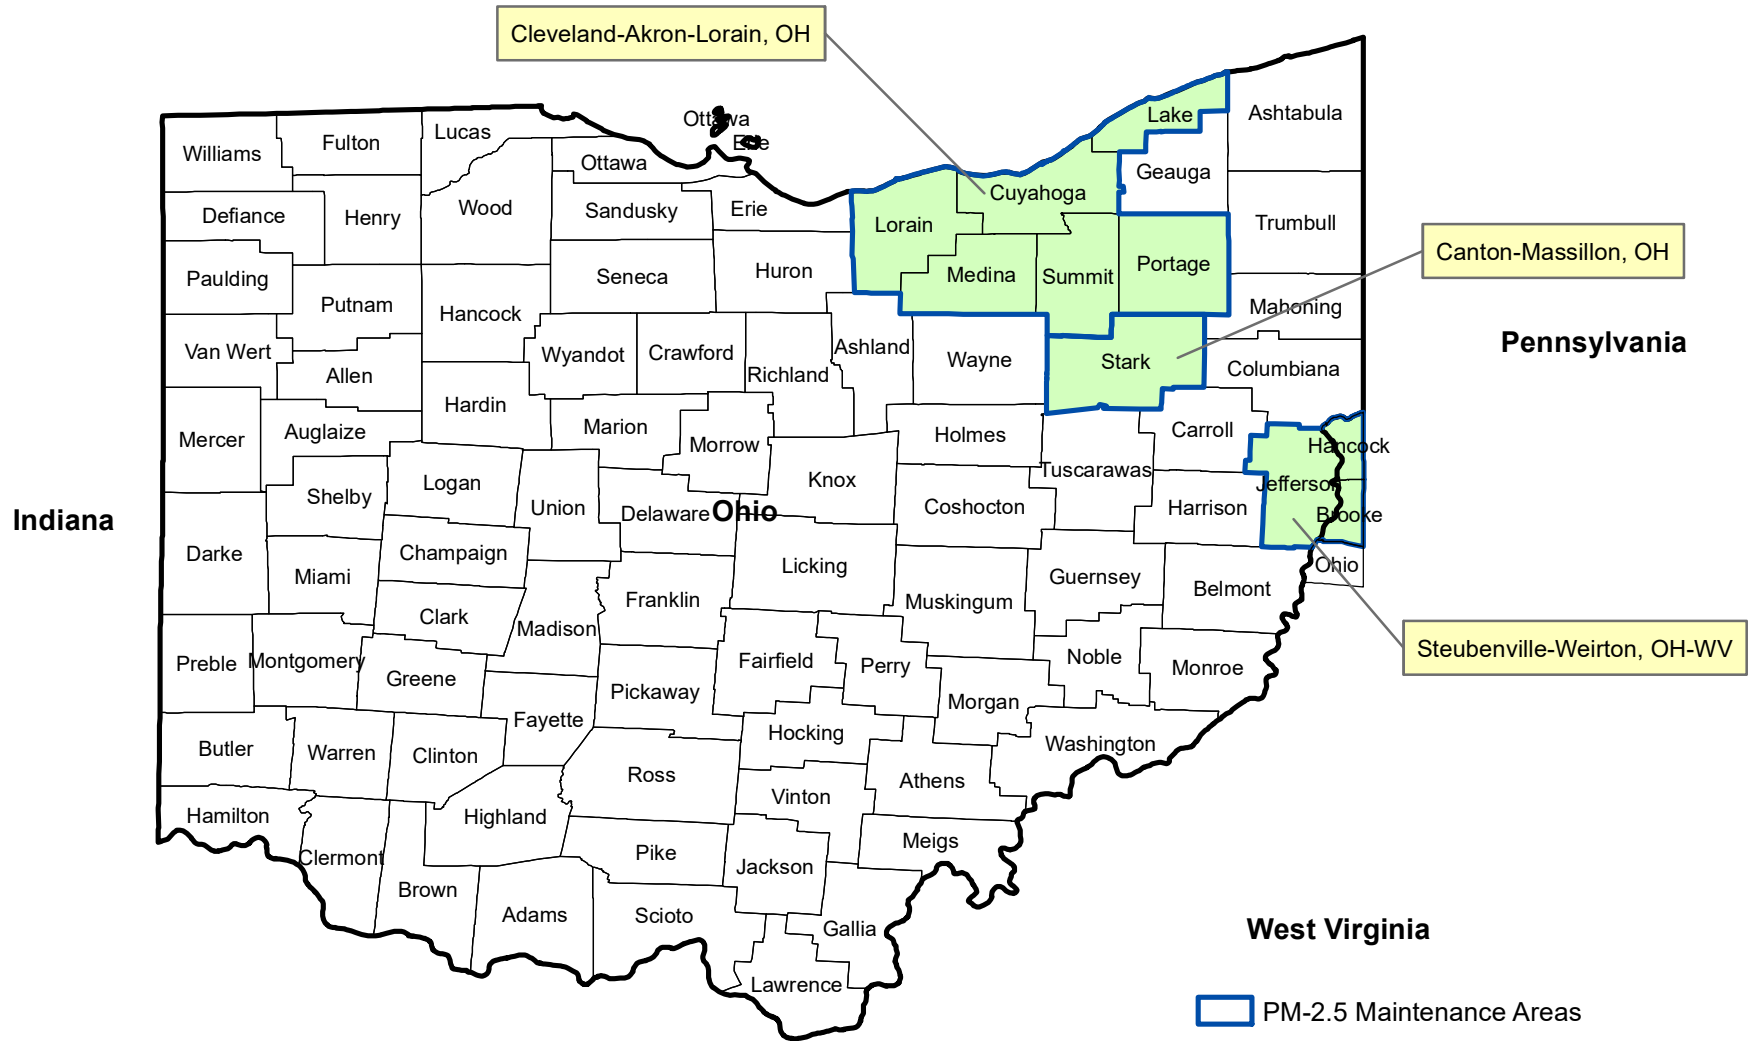 Cleveland-Akron-Lorain, OH
Lake
Ashtabula
Ottawa
Erie
Lucas
Fulton
Williams
Ottawa
Geauga
Cuyahoga
Wood
Sandusky
Erie
Henry
Defiance
Lorain
Trumbull
Canton-Massillon, OH
Portage
Huron
Seneca
Medina
Summit
Paulding
Putnam
Hancock
Mahoning
Pennsylvania
Van Wert
Wyandot
Crawford
Ashland
Wayne
Stark
Columbiana
Allen
Richland
Hardin
Marion
Mercer
Auglaize
Morrow
Holmes
Carroll
Hancock
Tuscarawas
Knox
Logan
Jefferson
Shelby
Union
Coshocton
Harrison
Delaware
Ohio
Brooke
Indiana
Darke
Champaign
Licking
Ohio
Miami
Guernsey
Belmont
Franklin
Muskingum
Clark
Madison
Steubenville-Weirton, OH-WV
Preble
Montgomery
Fairfield
Perry
Noble
Monroe
Greene
Pickaway
Morgan
Fayette
Hocking
Washington
Butler
Warren
Clinton
Ross
Athens
Vinton
Hamilton
Highland
Meigs
Clermont
Pike
Jackson
Brown
Adams
Scioto
Gallia
West Virginia
Lawrence
PM-2.5 Maintenance Areas